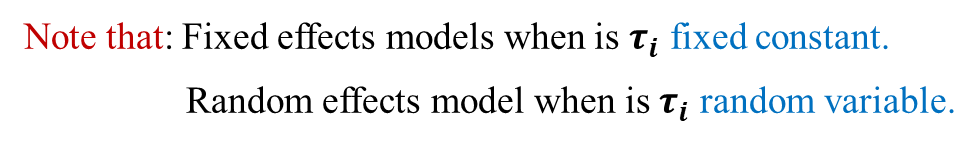 Note that: Fixed effects models when is τᵢ fixed constant.
Random effects model when is τᵢ random variable.